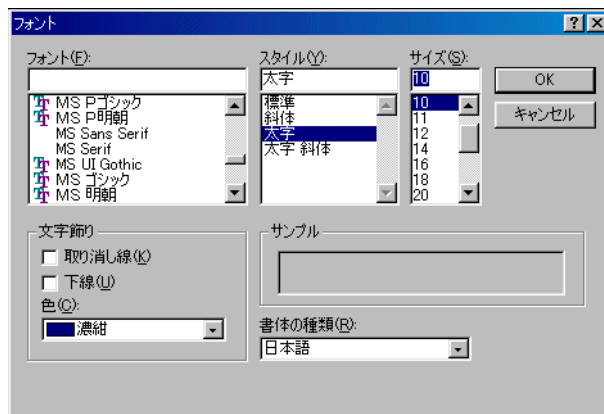 フォント
フォント(F):
MS Pゴシック
MS P明朝
MS Sans Serif
MS Serif
MS UI Gothic
MS ゴシック
MS 明朝
スタイル(Y):
太字
標準
斜体
太字
太字 斜体
サイズ(S):
10
10
11
12
14
16
18
20
OK
キャンセル
文字飾り
取り消し線(K)
下線(U)
色(C):
濃紺
サンプル
書体の種類(R):
日本語